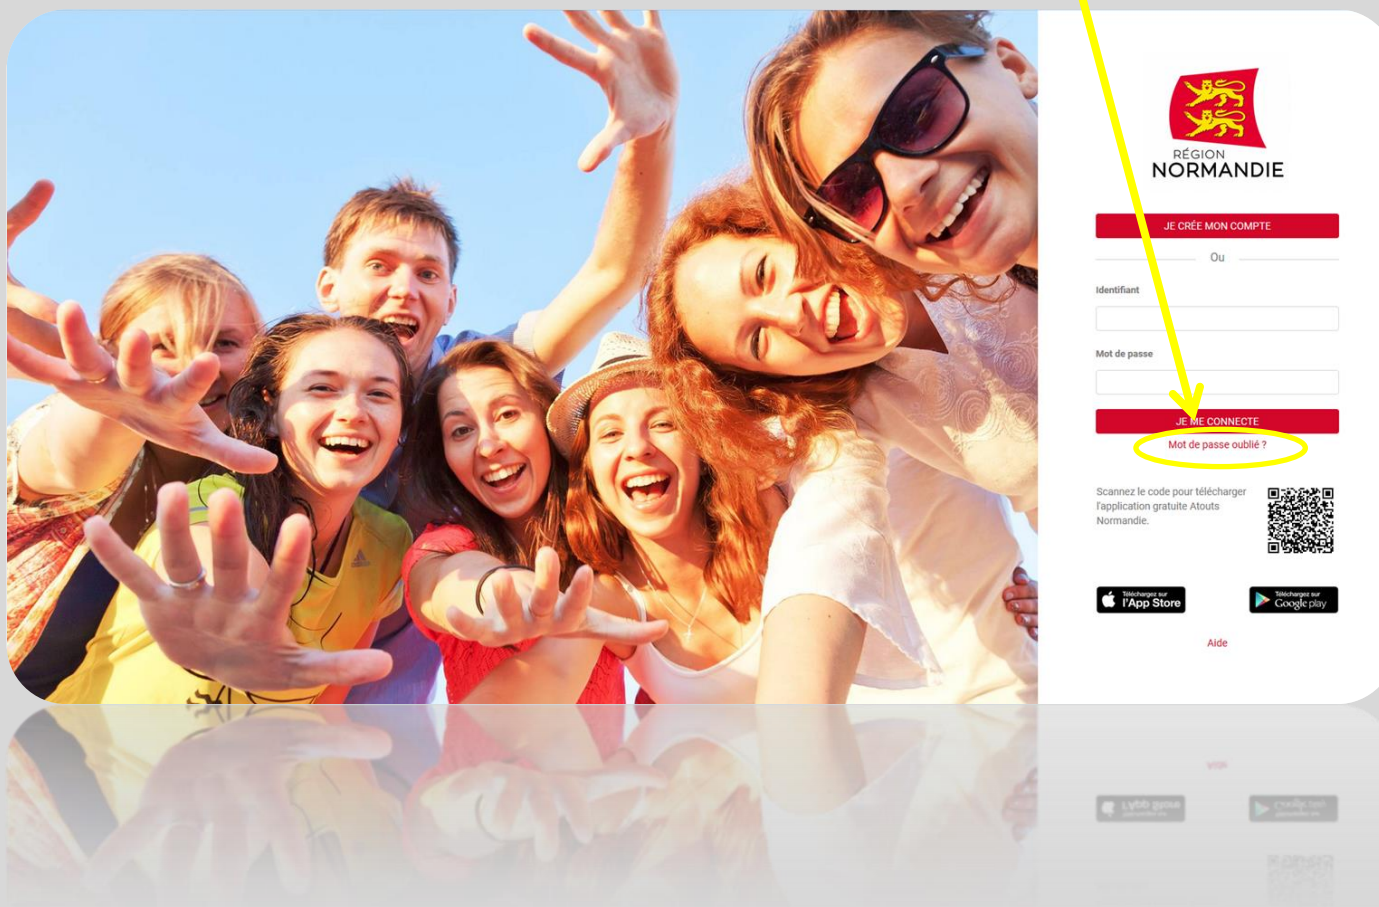 RÉGION
NORMANDIE
JE CRÉE MON COMPTE
Ou
Identifiant
Mot de passe
JE ME CONNECTE
Mot de passe oublié ?
Scannez le code pour télécharger
l'application gratuite Atouts
Normandie.
Téléchargez sur
l'App Store
Téléchargez sur
Google play
Aide